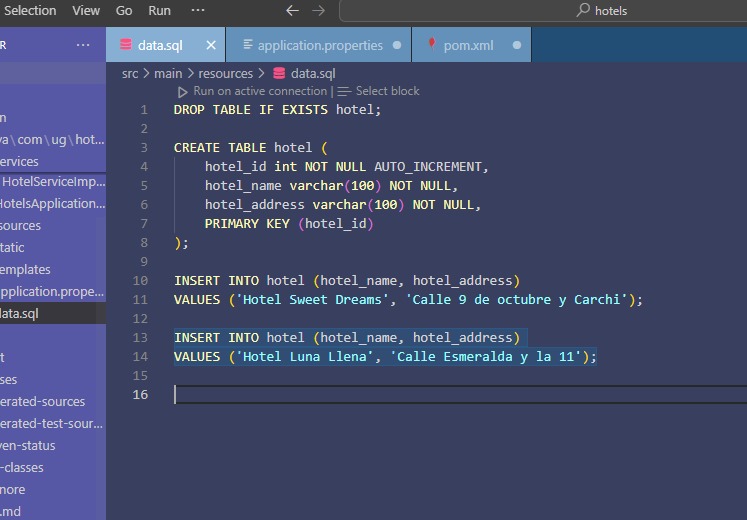 Selection View Go Run ··· ← → hotels
R ··· data.sql × application.properties pom.xml
src > main > resources > data.sql
Run on active connection | Select block
1 DROP TABLE IF EXISTS hotel;
2
3 CREATE TABLE hotel (
4 hotel_id int NOT NULL AUTO_INCREMENT,
5 hotel_name varchar(100) NOT NULL,
6 hotel_address varchar(100) NOT NULL,
7 PRIMARY KEY (hotel_id)
8 );
9
10 INSERT INTO hotel (hotel_name, hotel_address)
11 VALUES ('Hotel Sweet Dreams', 'Calle 9 de octubre y Carchi');
12
13 INSERT INTO hotel (hotel_name, hotel_address)
14 VALUES ('Hotel Luna Llena', 'Calle Esmeralda y la 11');
15
16
n
va\com\ug\hot...
ervices
HotelServiceImp...
HotelsApplication...
sources
tatic
emplates
pplication.prope...
data.sql
t
ses
erated-sources
erated-test-sour...
ven-status
-classes
nore
.md